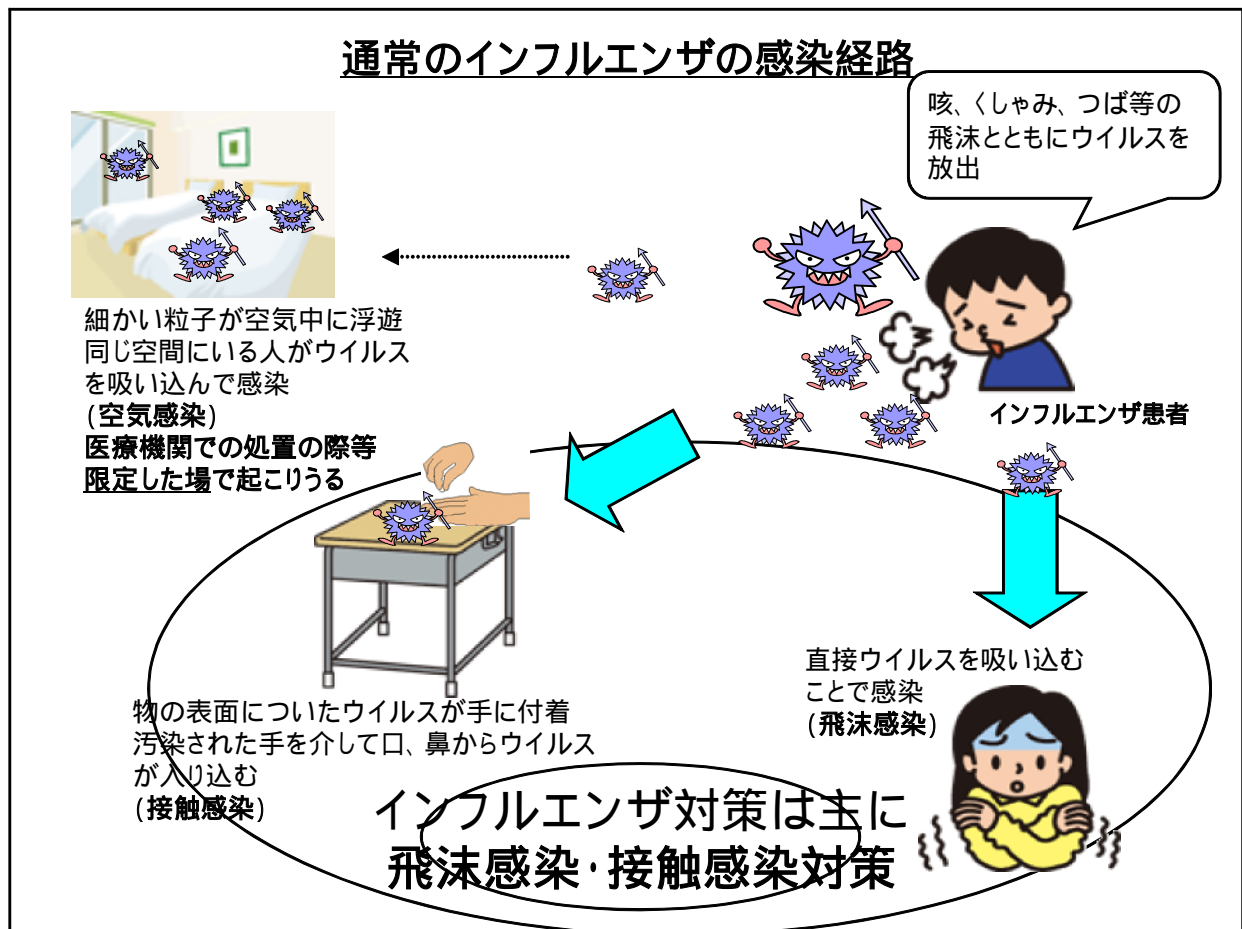 通常のインフルエンザの感染経路
咳、くしゃみ、つば等の
飛沫とともにウイルスを
放出
インフルエンザ患者
細かい粒子が空気中に浮遊
同じ空間にいる人がウイルス
を吸い込んで感染
(空気感染)
医療機関での処置の際等
限定した場で起こりうる
物の表面についたウイルスが手に付着
汚染された手を介して口、鼻からウイルス
が入り込む
(接触感染)
直接ウイルスを吸い込む
ことで感染
(飛沫感染)
インフルエンザ対策は主に
飛沫感染・接触感染対策